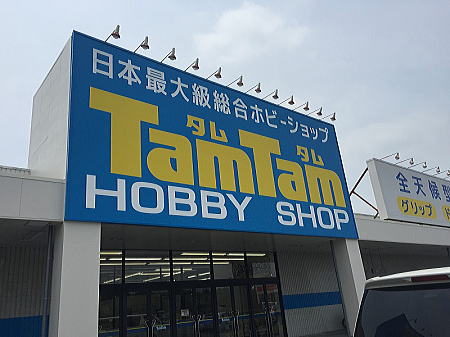 日本最大級総合ホビーショップ
タム タム
TamTam
HOBBY SHOP
全天候型
グリップ